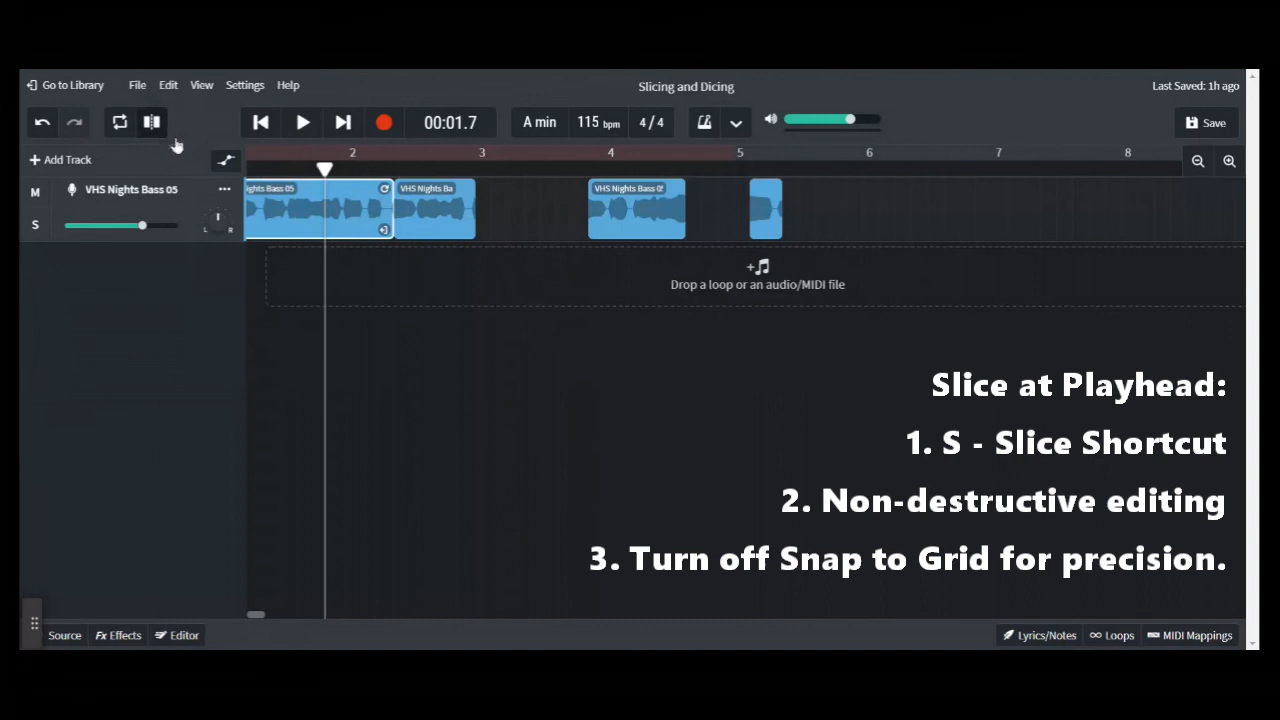 Go to Library File Edit View Settings Help Slicing and Dicing Last Saved: 1h ago
00:01.7 A min 115 bpm 4 / 4 Save
+ Add Track 2 3 4 5 6 7 8
M VHS Nights Bass 05 ... ights Bass 05 VHS Nights Ba VHS Nights Bass 05
S L R
Drop a loop or an audio/MIDI file
Slice at Playhead:
1. S - Slice Shortcut
2. Non-destructive editing
3. Turn off Snap to Grid for precision.
Source Fx Effects Editor Lyrics/Notes Loops MIDI Mappings